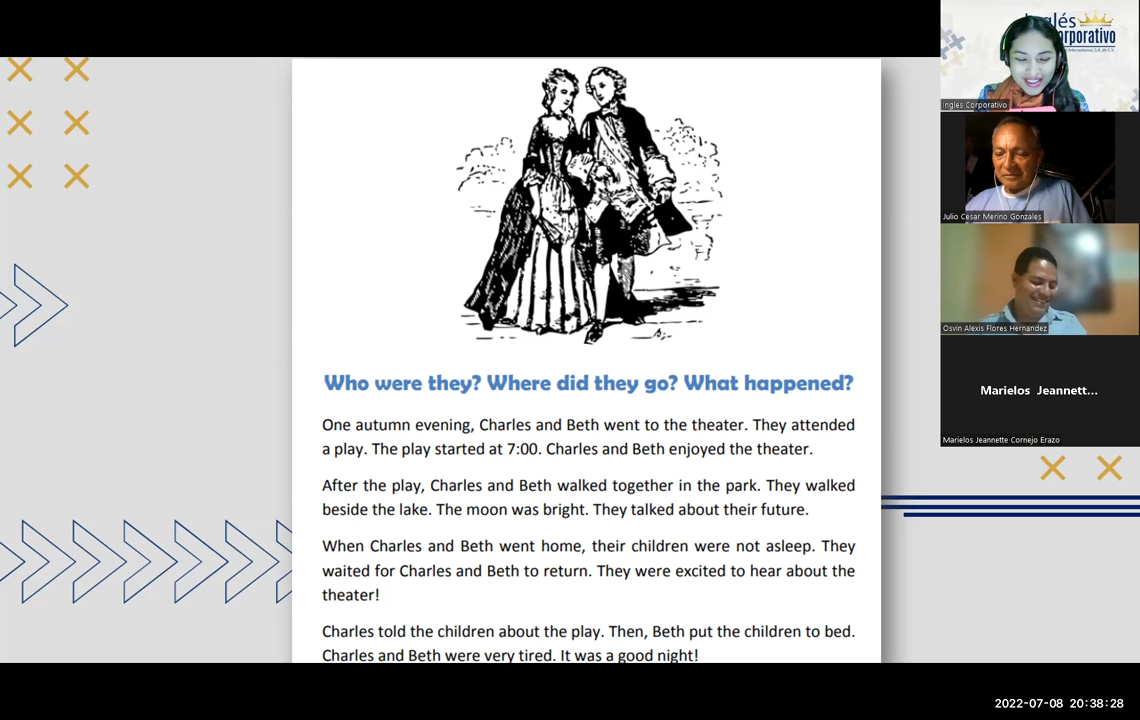 Inglés
Corporativo
Ingles Corporativo
Julio Cesar Merino Gonzales
Osvin Alexis Flores Hernandez
Marielos Jeannett...
Marielos Jeannette Cornejo Erazo
Who were they? Where did they go? What happened?
One autumn evening, Charles and Beth went to the theater. They attended
a play. The play started at 7:00. Charles and Beth enjoyed the theater.
After the play, Charles and Beth walked together in the park. They walked
beside the lake. The moon was bright. They talked about their future.
When Charles and Beth went home, their children were not asleep. They
waited for Charles and Beth to return. They were excited to hear about the
theater!
Charles told the children about the play. Then, Beth put the children to bed.
Charles and Beth were very tired. It was a good night!
2022-07-08 20:38:28